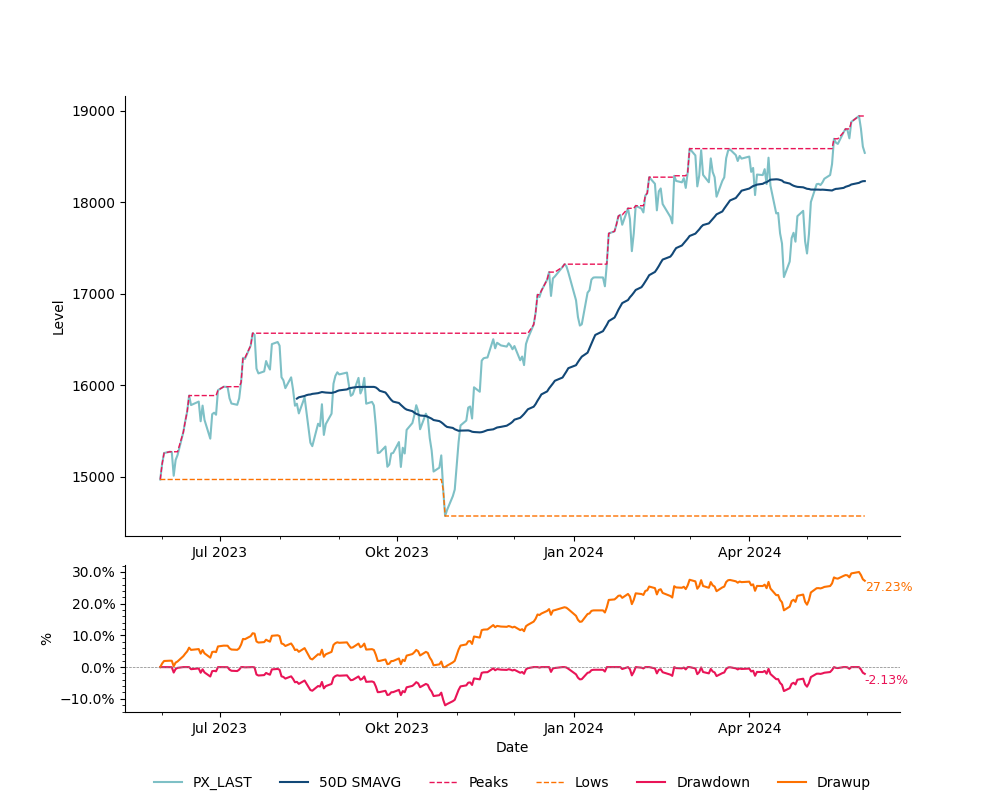 19000
18000
17000
16000
15000
Level
Jul 2023 Okt 2023 Jan 2024 Apr 2024
30.0%
20.0%
10.0%
0.0%
−10.0%
%
27.23%
-2.13%
Jul 2023 Okt 2023 Jan 2024 Apr 2024
Date
PX_LAST 50D SMAVG Peaks Lows Drawdown Drawup